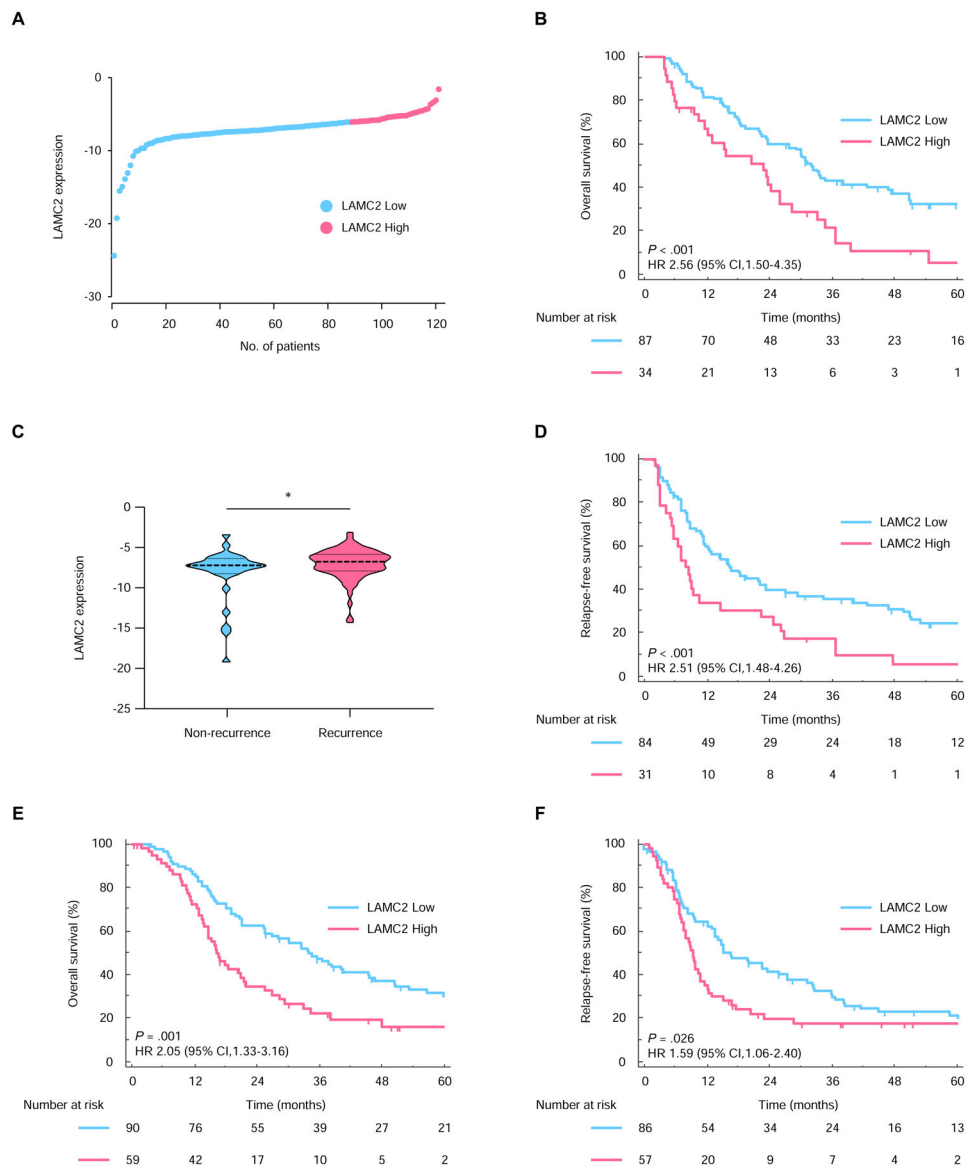 A
0
-10
-20
-30
LAMC2 expression
LAMC2 Low
LAMC2 High
0 20 40 60 80 100 120
No. of patients
B
100
80
60
40
20
0
Overall survival (%)
LAMC2 Low
LAMC2 High
P < .001
HR 2.56 (95% CI,1.50-4.35)
0 12 24 36 48 60
Number at risk Time (months)
87 70 48 33 23 16
34 21 13 6 3 1
C
*
0
-5
-10
-15
-20
-25
LAMC2 expression
Non-recurrence Recurrence
D
100
80
60
40
20
0
Relapse-free survival (%)
LAMC2 Low
LAMC2 High
P < .001
HR 2.51 (95% CI,1.48-4.26)
0 12 24 36 48 60
Number at risk Time (months)
84 49 29 24 18 12
31 10 8 4 1 1
E
100
80
60
40
20
0
Overall survival (%)
LAMC2 Low
LAMC2 High
P = .001
HR 2.05 (95% CI,1.33-3.16)
0 12 24 36 48 60
Number at risk Time (months)
90 76 55 39 27 21
59 42 17 10 5 2
F
100
80
60
40
20
0
Relapse-free survival (%)
LAMC2 Low
LAMC2 High
P = .026
HR 1.59 (95% CI,1.06-2.40)
0 12 24 36 48 60
Number at risk Time (months)
86 54 34 24 16 13
57 20 9 7 4 2